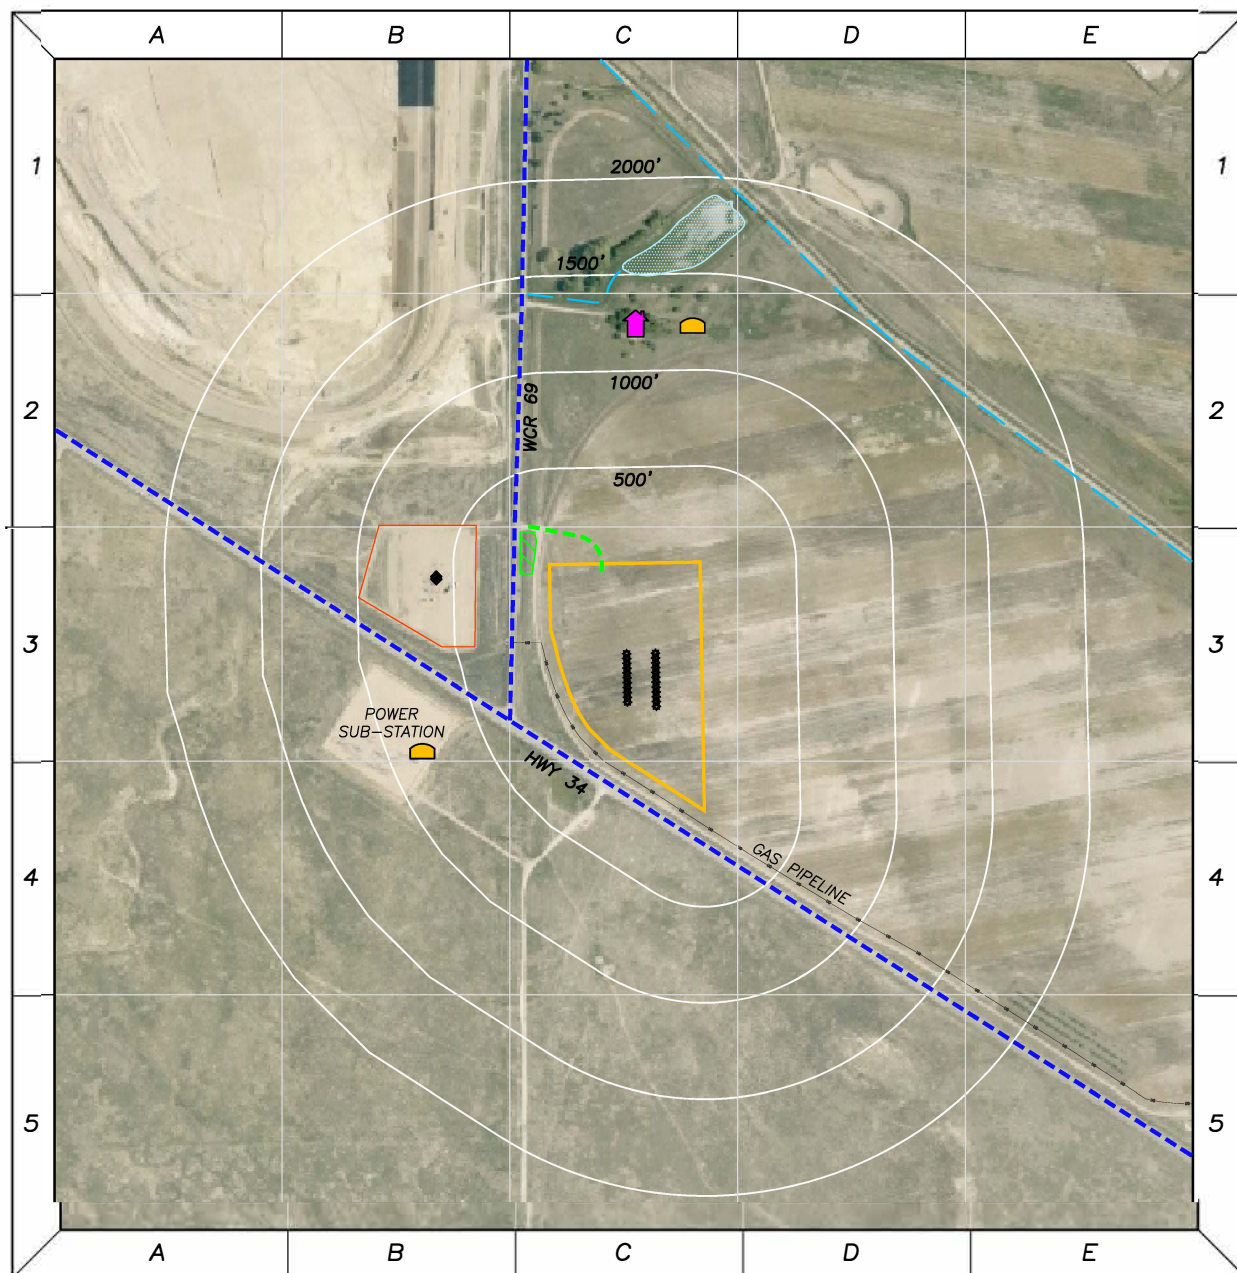 A B C D E
1 1
2000'
1500'
1000'
2 2
WCR 69
500'
3 3
POWER
SUB-STATION
HWY 34
GAS PIPELINE
4 4
5 5
A B C D E